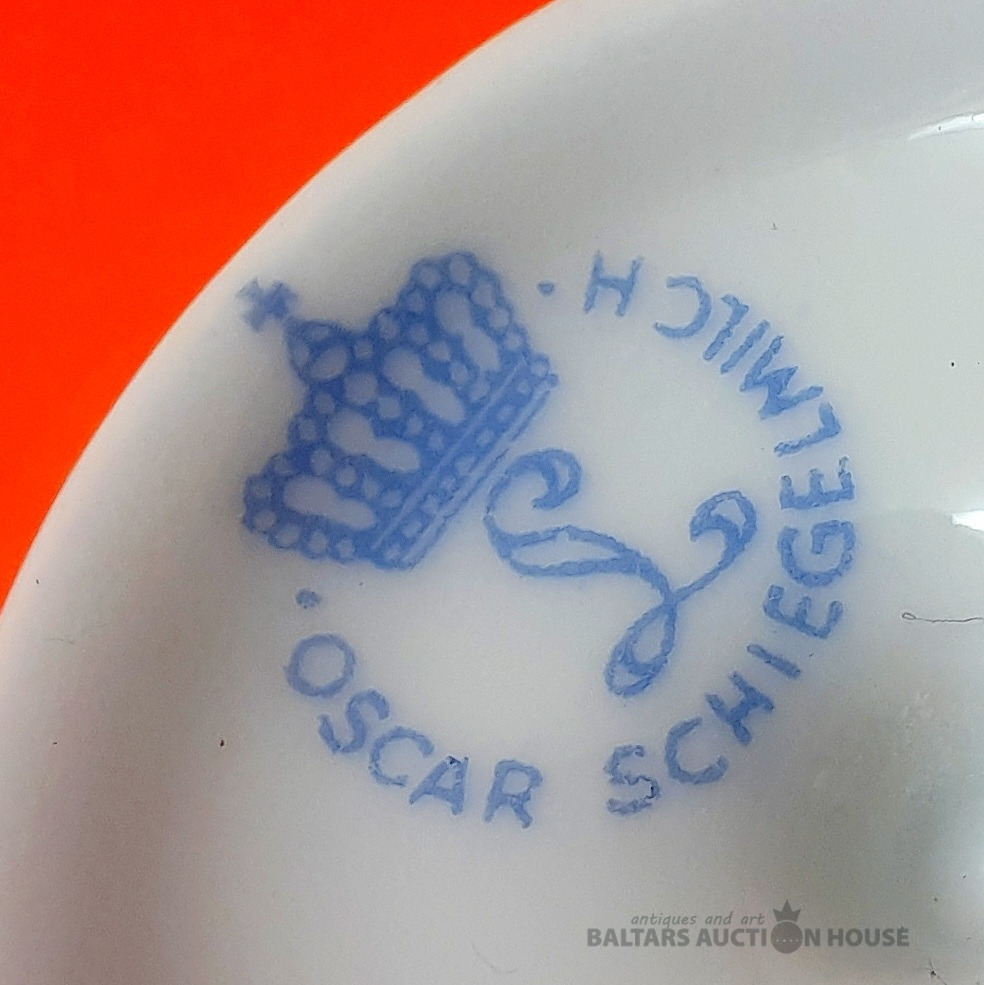 · OSCAR SCHIEGELMILCH ·
L
antiques and art
BALTARS AUCTION HOUSE